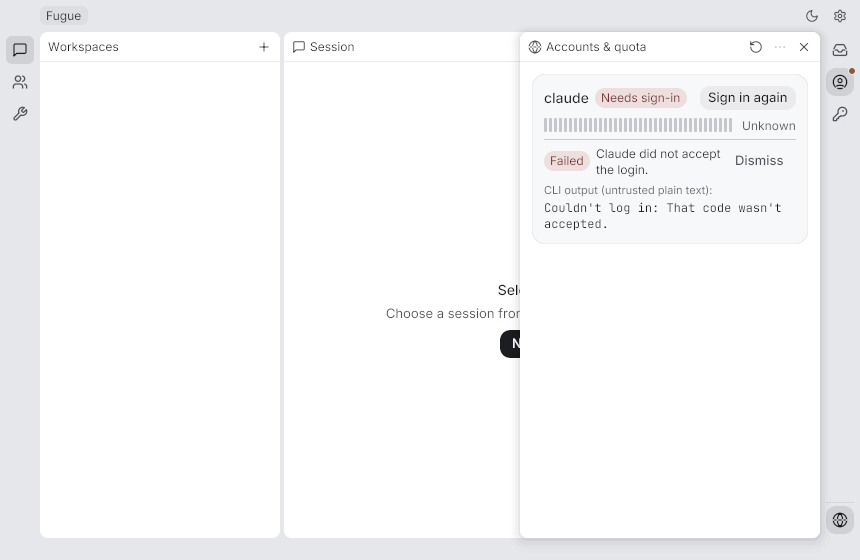 Fugue
Workspaces
Session
Accounts & quota
claude
Needs sign-in
Sign in again
Unknown
Failed
Claude did not accept
the login.
Dismiss
CLI output (untrusted plain text):
Couldn't log in: That code wasn't
accepted.
Choose a session